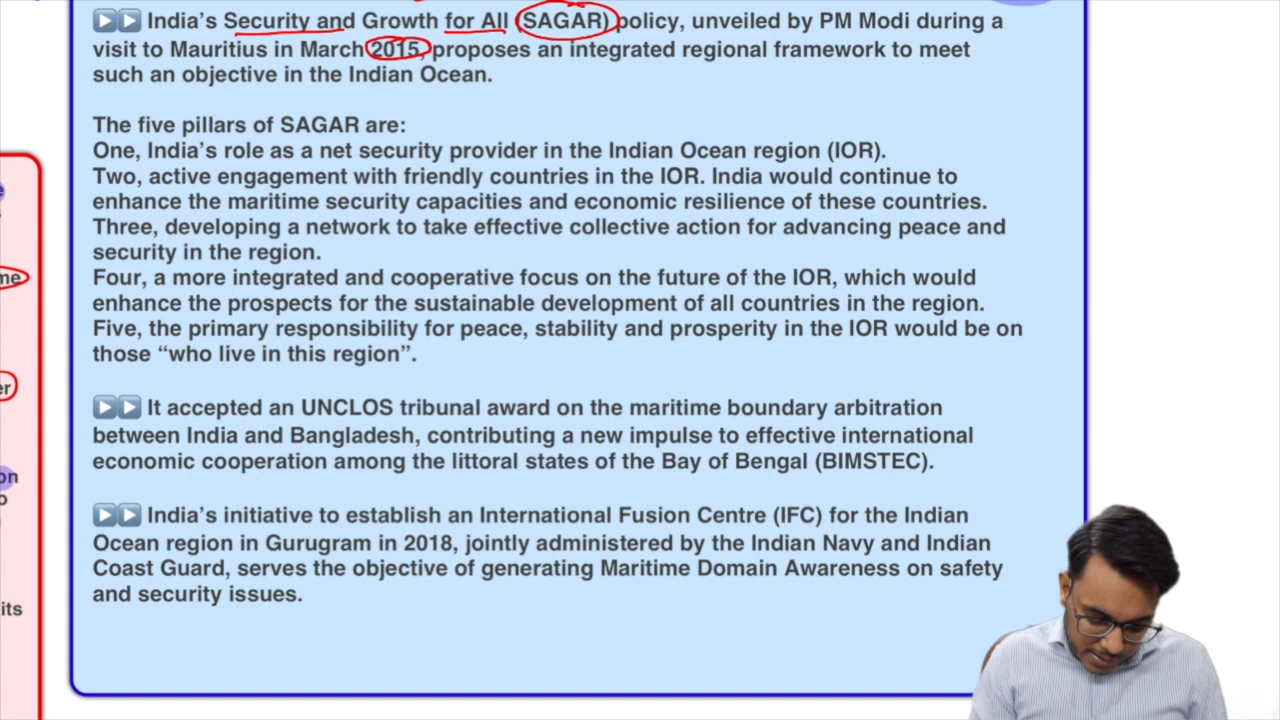 ▶▶ India’s Security and Growth for All (SAGAR) policy, unveiled by PM Modi during a
visit to Mauritius in March 2015, proposes an integrated regional framework to meet
such an objective in the Indian Ocean.
The five pillars of SAGAR are:
One, India’s role as a net security provider in the Indian Ocean region (IOR).
Two, active engagement with friendly countries in the IOR. India would continue to
enhance the maritime security capacities and economic resilience of these countries.
Three, developing a network to take effective collective action for advancing peace and
security in the region.
Four, a more integrated and cooperative focus on the future of the IOR, which would
enhance the prospects for the sustainable development of all countries in the region.
Five, the primary responsibility for peace, stability and prosperity in the IOR would be on
those “who live in this region”.
▶▶ It accepted an UNCLOS tribunal award on the maritime boundary arbitration
between India and Bangladesh, contributing a new impulse to effective international
economic cooperation among the littoral states of the Bay of Bengal (BIMSTEC).
▶▶ India’s initiative to establish an International Fusion Centre (IFC) for the Indian
Ocean region in Gurugram in 2018, jointly administered by the Indian Navy and Indian
Coast Guard, serves the objective of generating Maritime Domain Awareness on safety
and security issues.